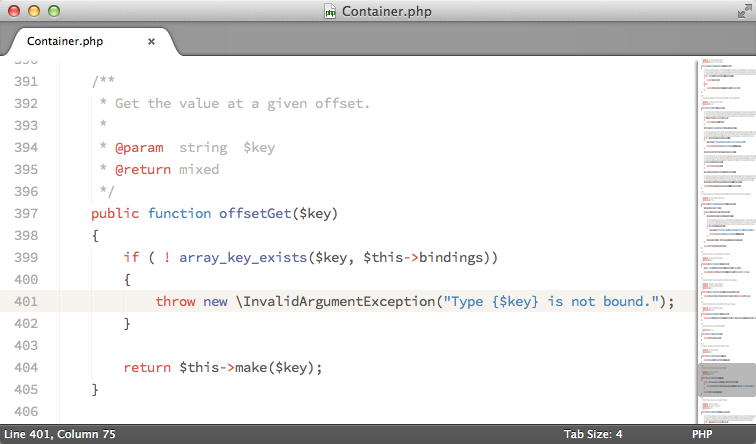 Container.php
Container.php ×
390
391 /**
392  * Get the value at a given offset.
393  *
394  * @param  string  $key
395  * @return mixed
396  */
397 public function offsetGet($key)
398 {
399     if ( ! array_key_exists($key, $this->bindings))
400     {
401         throw new \InvalidArgumentException("Type {$key} is not bound.");
402     }
403
404     return $this->make($key);
405 }
406
Line 401, Column 75 Tab Size: 4 PHP